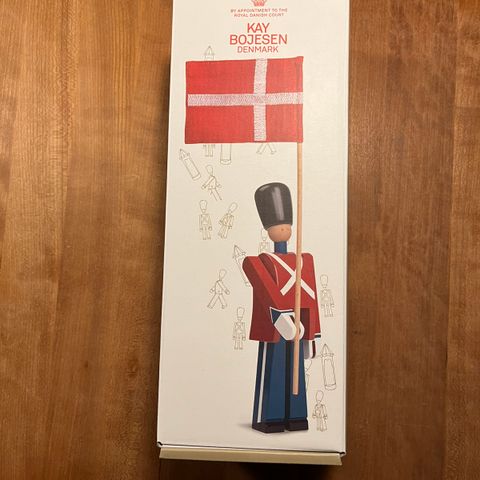 BY APPOINTMENT TO THE
ROYAL DANISH COURT
KAY
BOJESEN
DENMARK